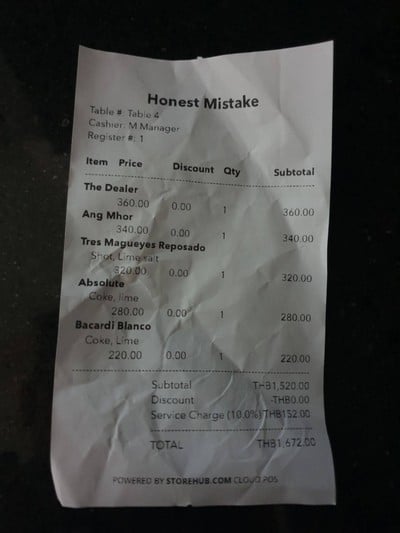 Honest Mistake
Table #: Table 4
Cashier: M Manager
Register #: 1
Item Price Discount Qty Subtotal
The Dealer
360.00 0.00 1 360.00
Ang Mhor
340.00 0.00 1 340.00
Tres Magueyes Reposado
Shot, Lime,salt
320.00 0.00 1 320.00
Absolute
Coke, lime
280.00 0.00 1 280.00
Bacardi Blanco
Coke, Lime
220.00 0.00 1 220.00
Subtotal THB1,520.00
Discount -THB0.00
Service Charge (10.0%) THB152.00
TOTAL THB1,672.00
POWERED BY STOREHUB.COM CLOUD POS